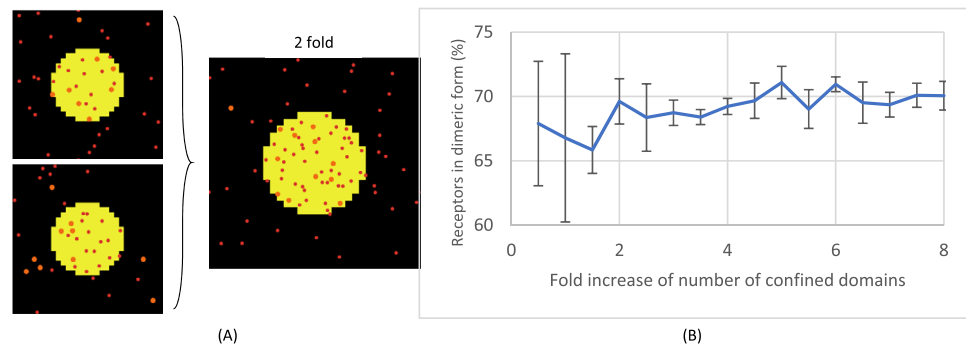 2 fold
75
70
65
60
0
2
4
6
8
Receptors in dimeric form (%)
Fold increase of number of confined domains
(A)
(B)